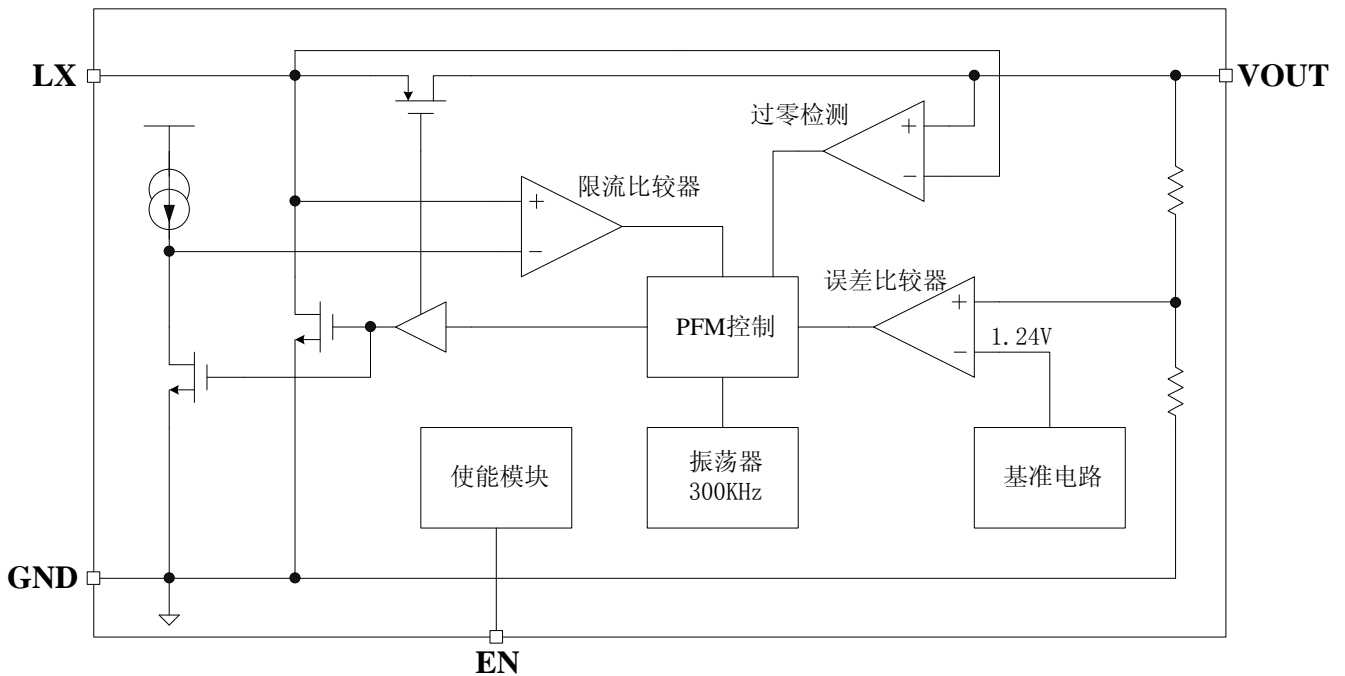 LX
VOUT
过零检测
+
−
限流比较器
+
−
误差比较器
+
1.24V
−
PFM控制
使能模块
振荡器
300KHz
基准电路
GND
EN